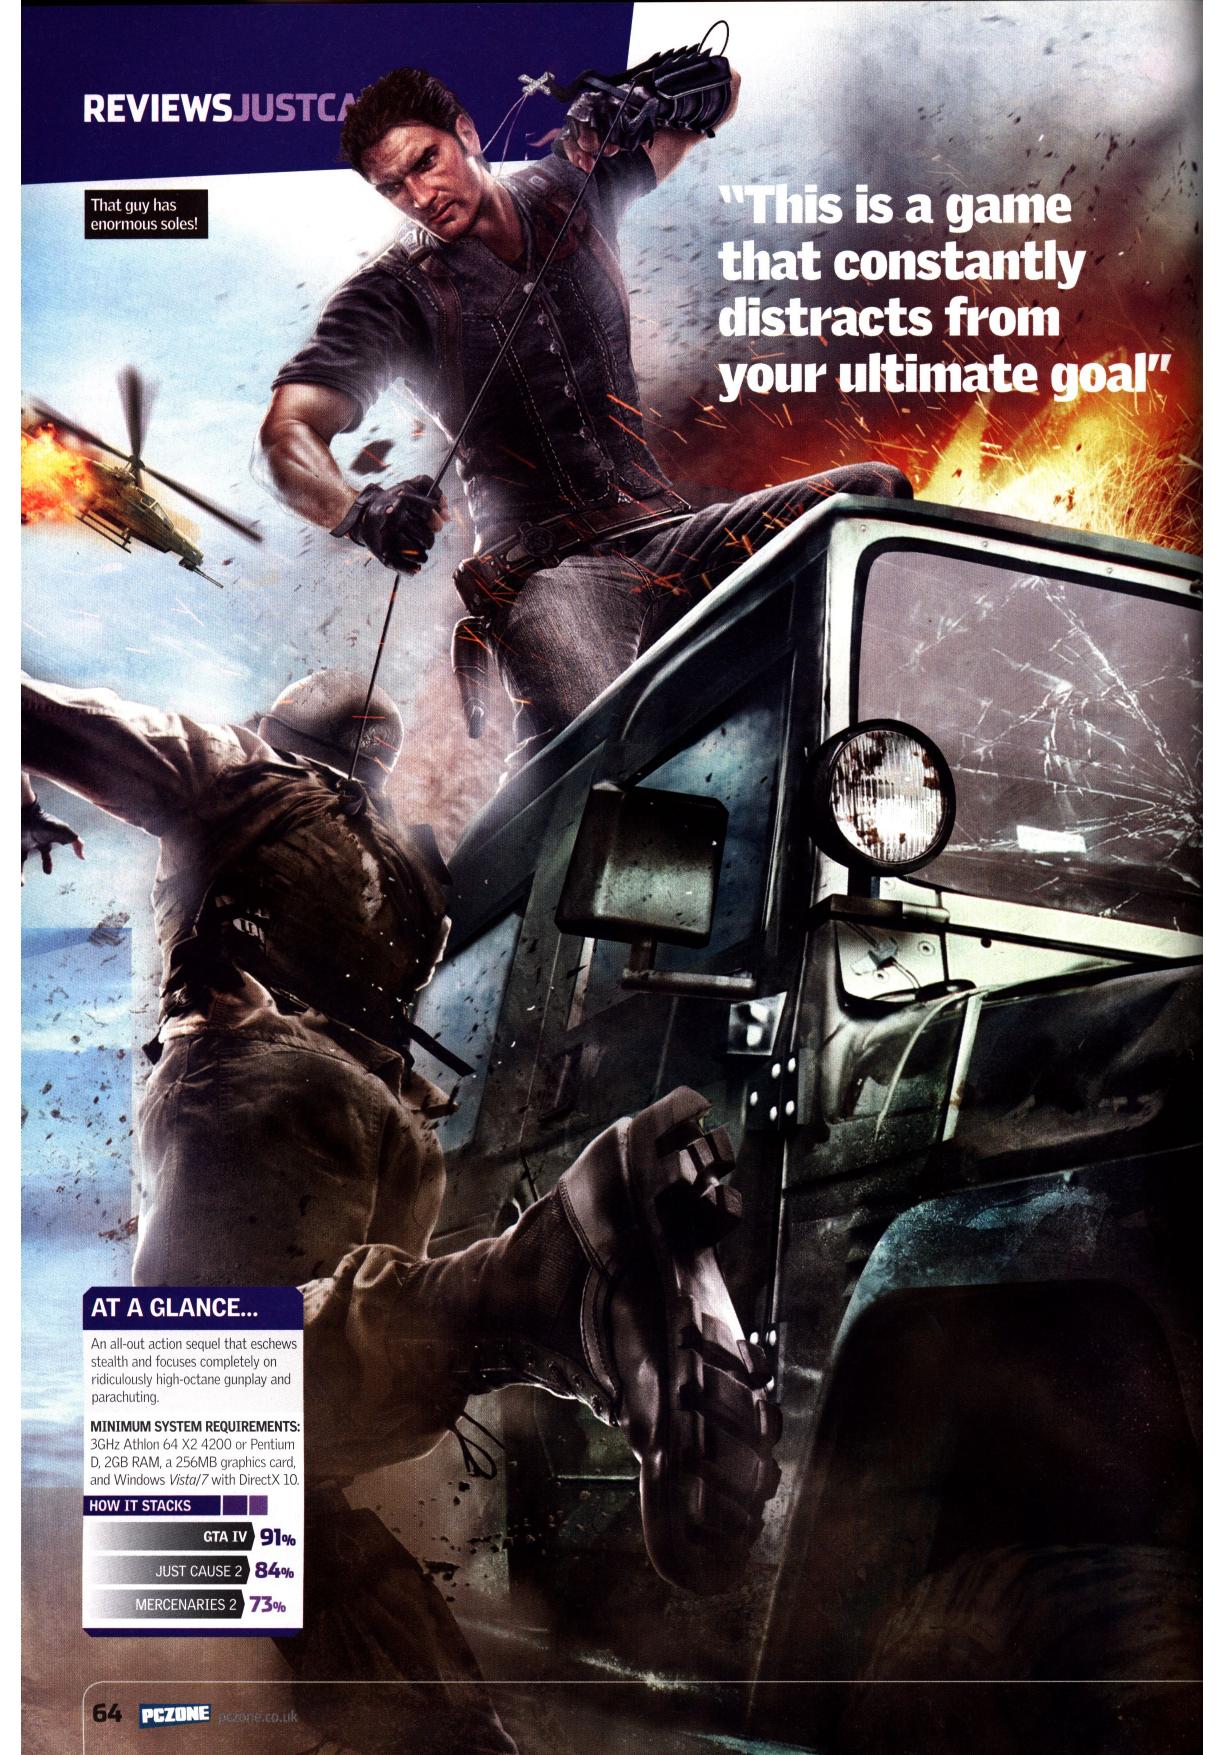 REVIEWSJUSTCA
That guy has
enormous soles!
"This is a game
that constantly
distracts from
your ultimate goal"
AT A GLANCE...
An all-out action sequel that eschews
stealth and focuses completely on
ridiculously high-octane gunplay and
parachuting.
MINIMUM SYSTEM REQUIREMENTS:
3GHz Athlon 64 X2 4200 or Pentium
D, 2GB RAM, a 256MB graphics card,
and Windows Vista/7 with DirectX 10.
HOW IT STACKS
GTA IV 91%
JUST CAUSE 2 84%
MERCENARIES 2 73%
64 PCZONE pczone.co.uk